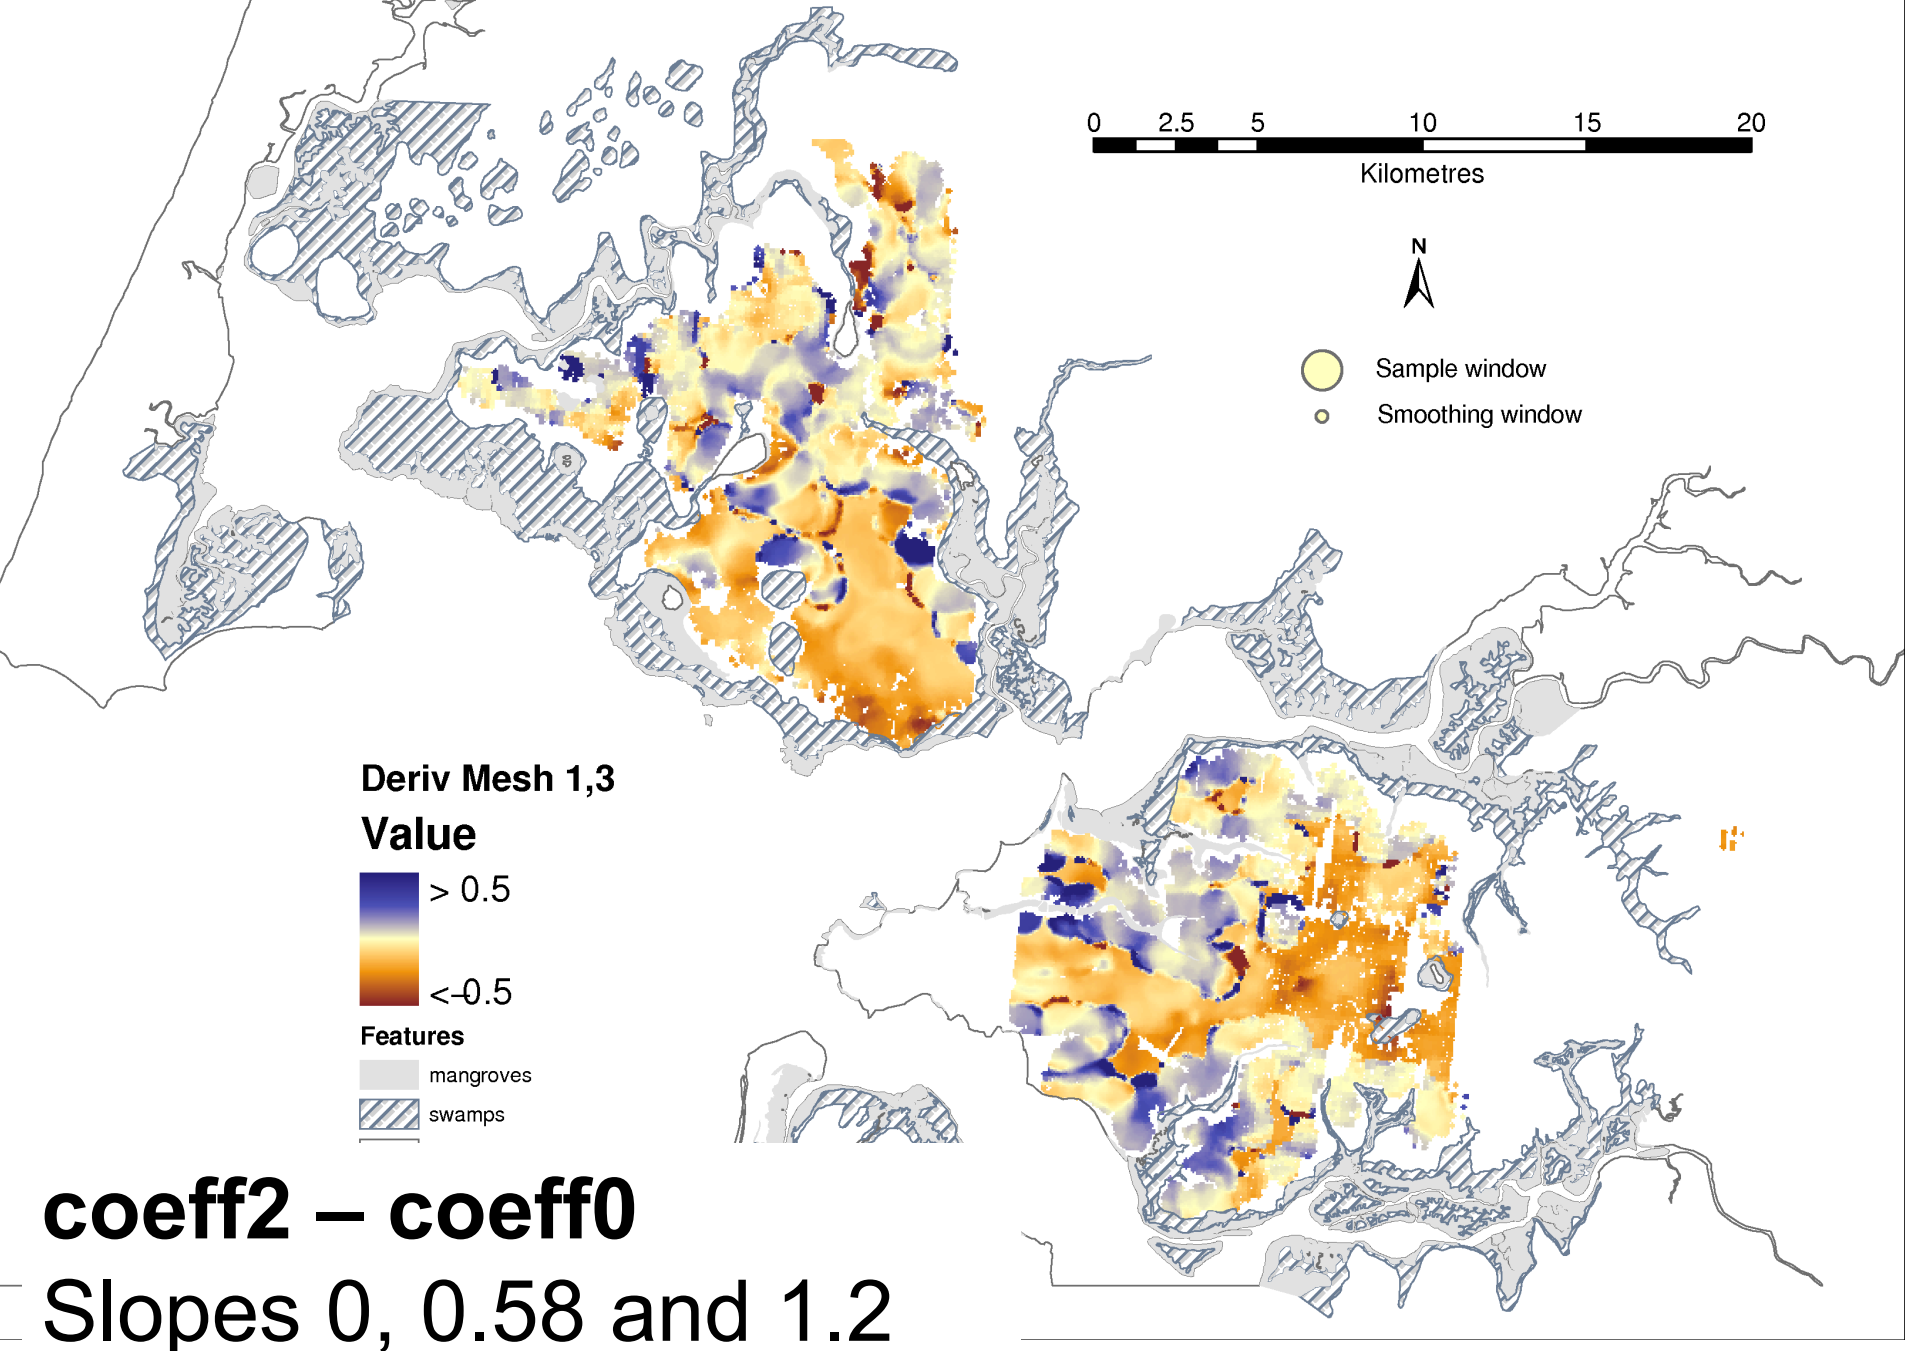 0 2.5 5 10 15 20
Kilometres
N
Sample window
Smoothing window
Deriv Mesh 1,3
Value
> 0.5
<–0.5
Features
mangroves
swamps
coeff2 – coeff0
Slopes 0, 0.58 and 1.2